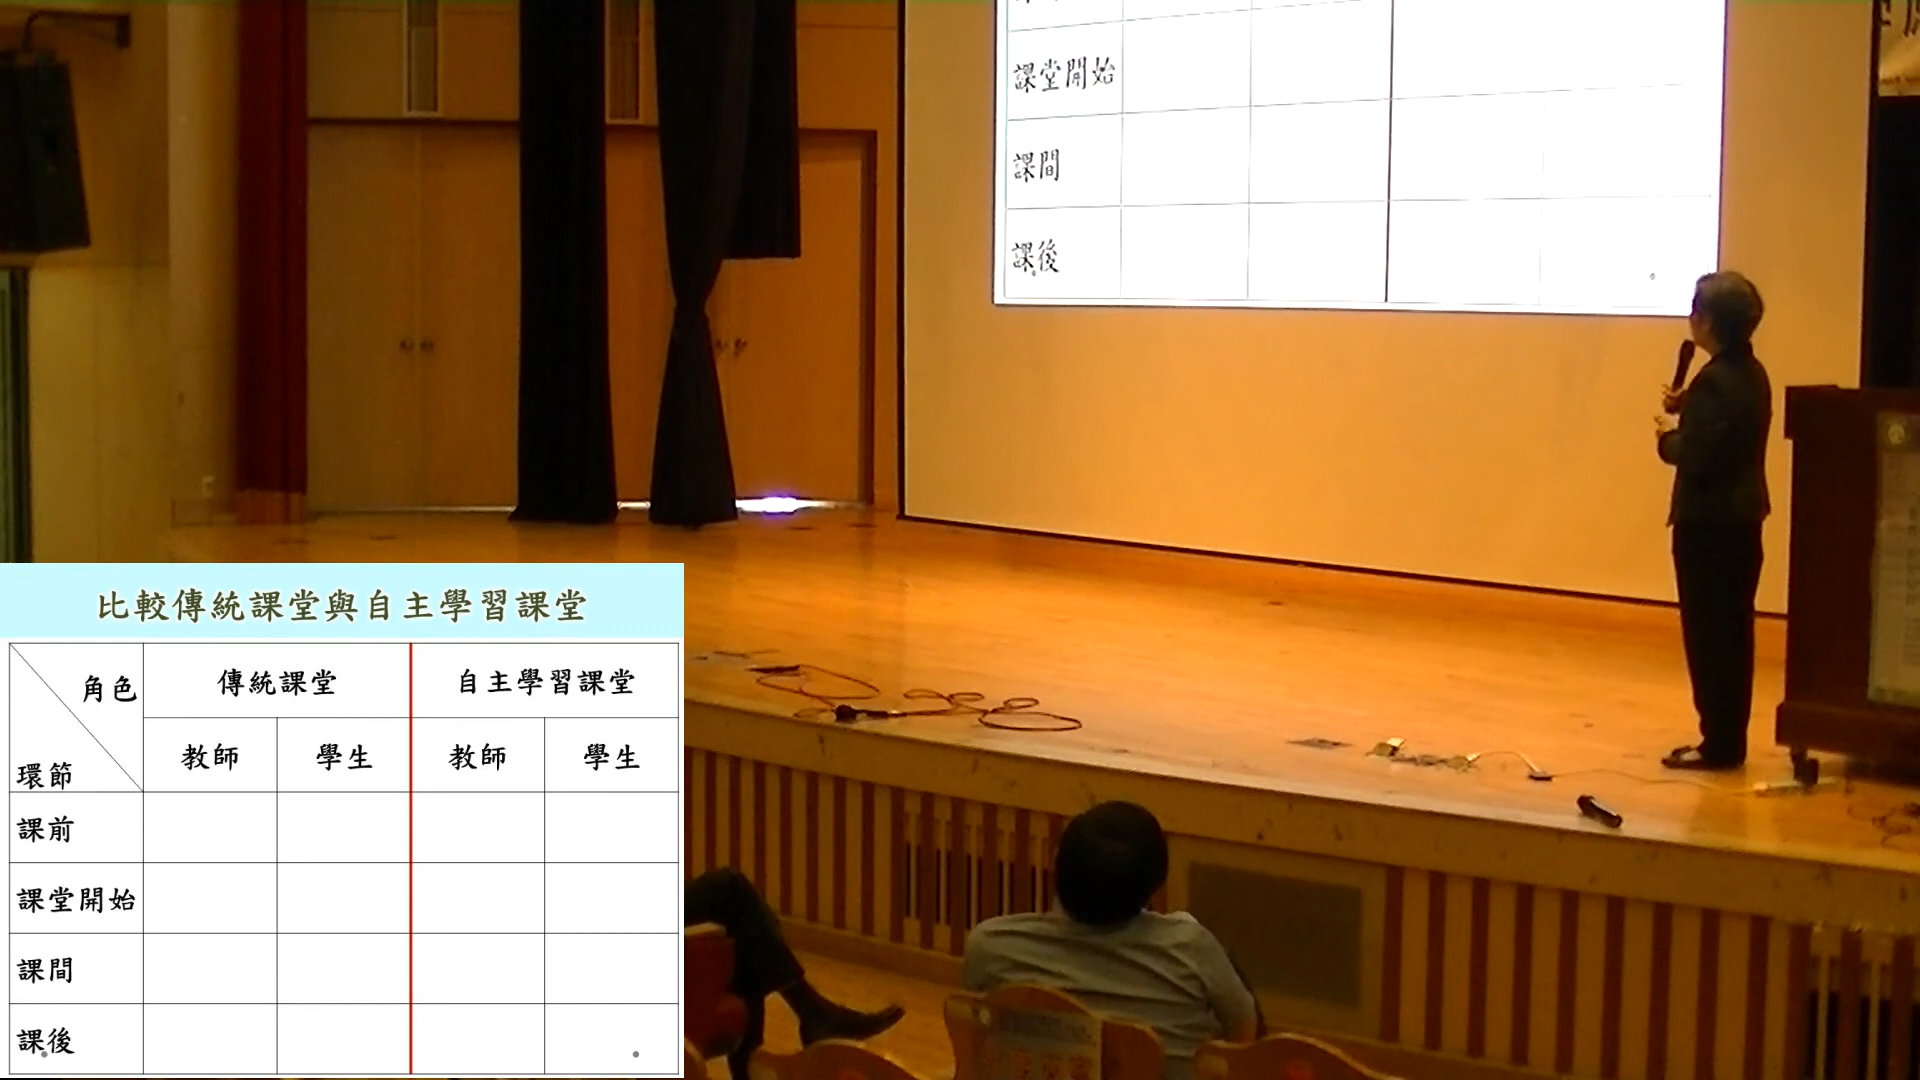 課堂開始
課間
課後
比較傳統課堂與自主學習課堂
角色
環節
傳統課堂
自主學習課堂
教師
學生
教師
學生
課前
課堂開始
課間
課後